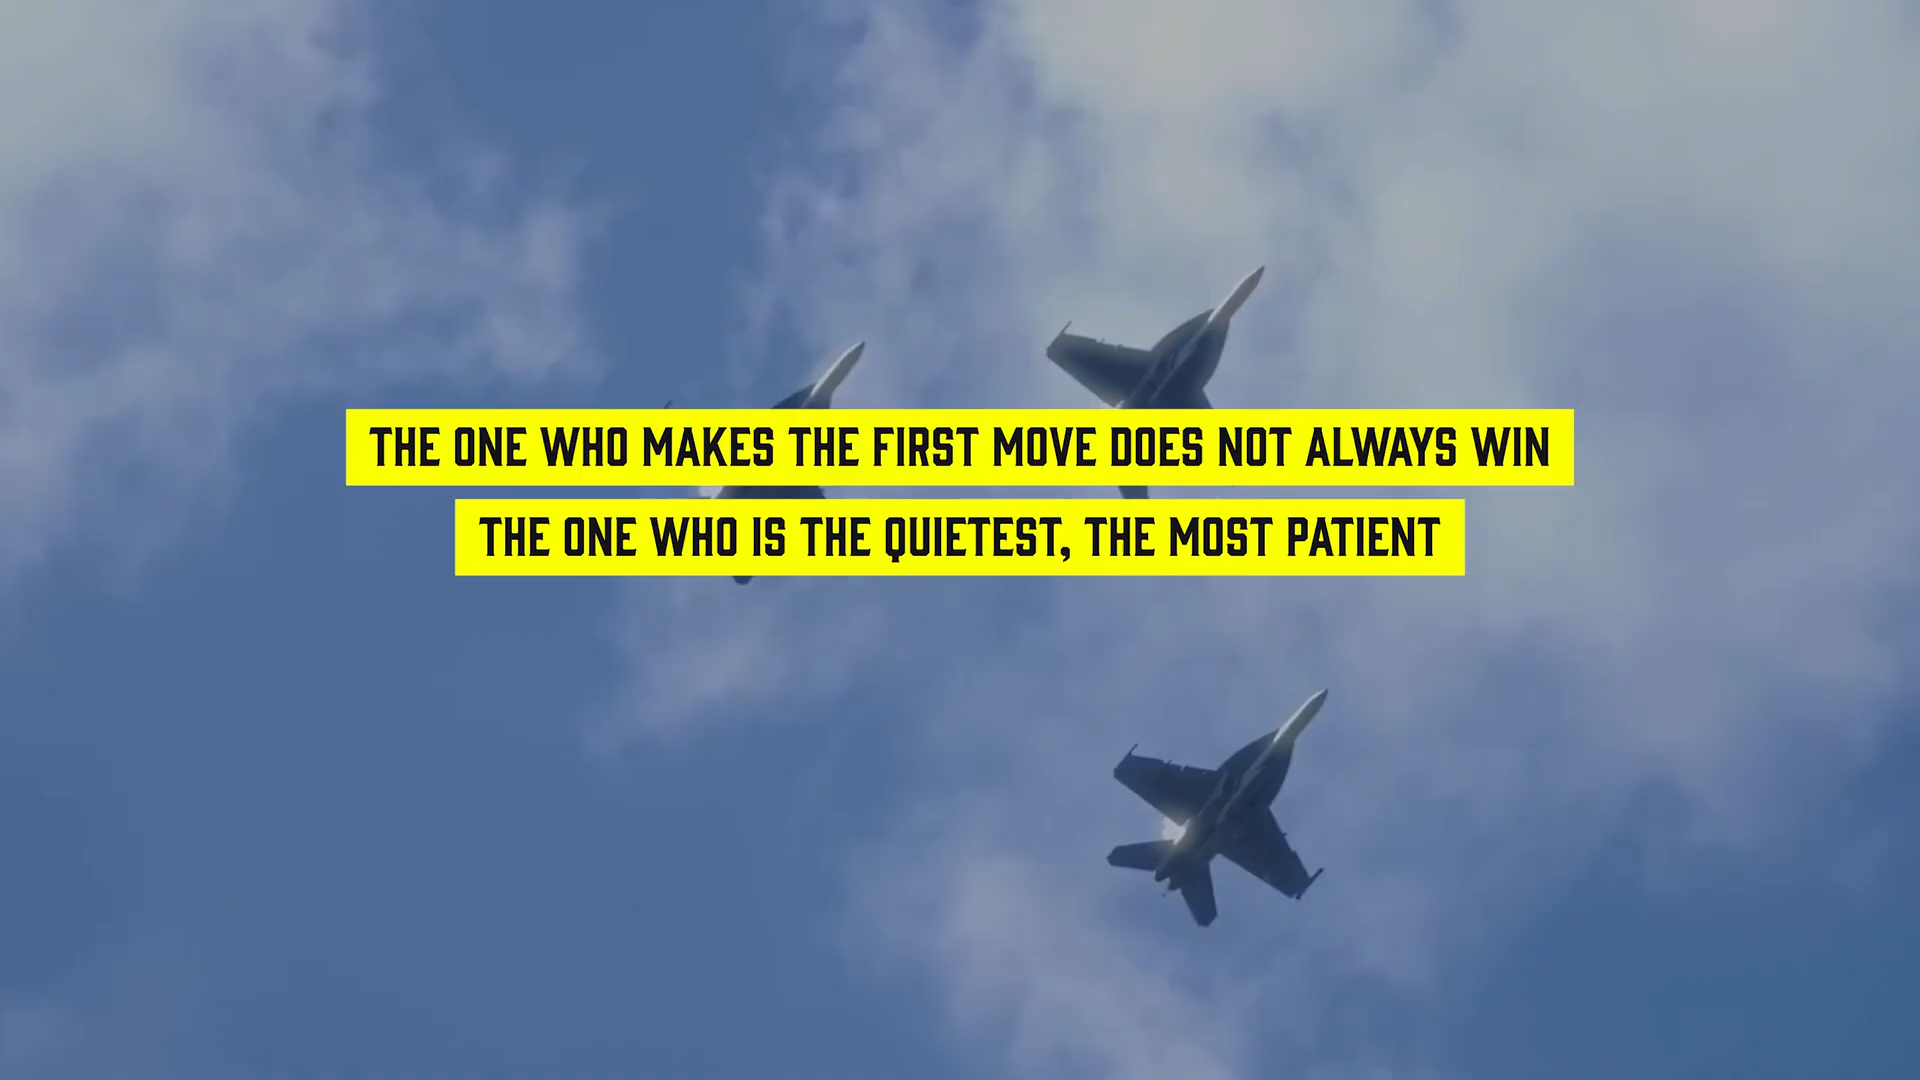 THE ONE WHO MAKES THE FIRST MOVE DOES NOT ALWAYS WIN
THE ONE WHO IS THE QUIETEST, THE MOST PATIENT